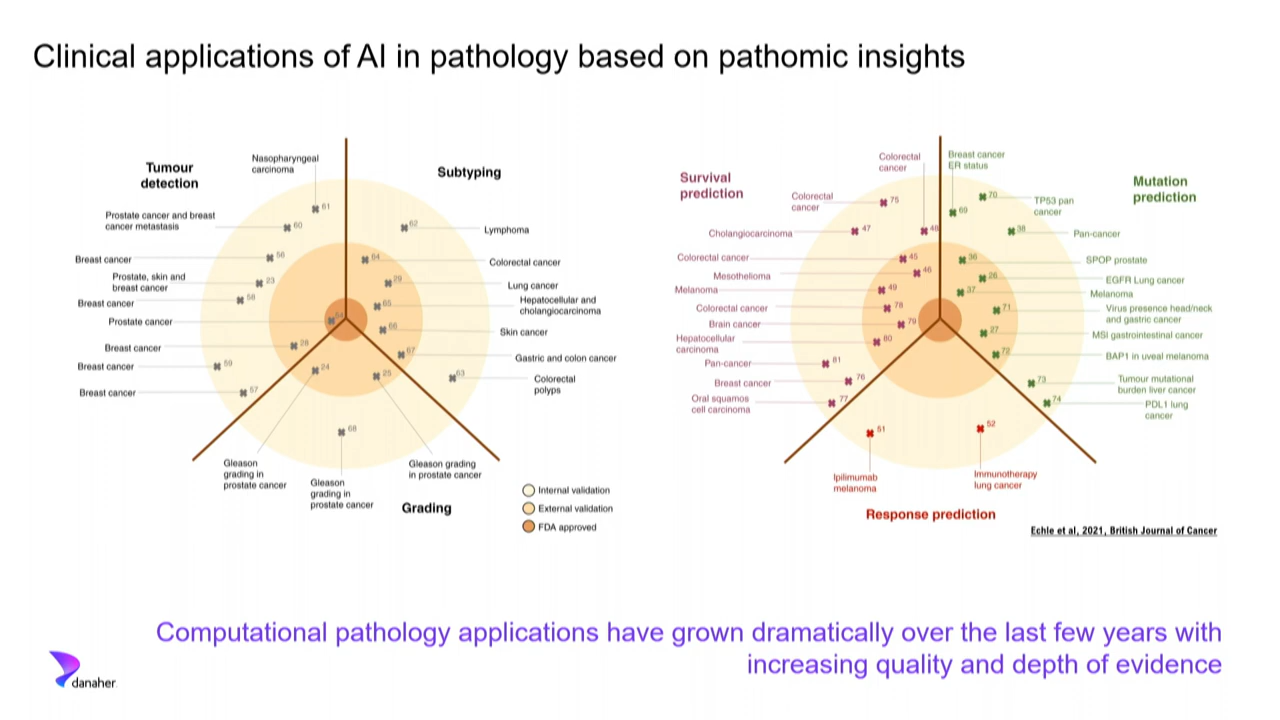 Clinical applications of AI in pathology based on pathomic insights
Tumour
detection
Nasopharyngeal
carcinoma
Subtyping
61
Prostate cancer and breast
cancer metastasis
60
62
Lymphoma
Breast cancer
56
64
Colorectal cancer
Prostate, skin and
breast cancer
23
29
Lung cancer
Breast cancer
58
65
Hepatocellular and
cholangiocarcinoma
Prostate cancer
66
Skin cancer
Breast cancer
28
67
Gastric and colon cancer
Breast cancer
59
24
25
63
Colorectal
polyps
Breast cancer
57
68
Gleason
grading in
prostate cancer
Gleason
grading in
prostate cancer
Gleason grading
in prostate cancer
Grading
Internal validation
External validation
FDA approved
Survival
prediction
Colorectal
cancer
Breast cancer
ER status
Mutation
prediction
Colorectal
cancer
75
70
69
TP53 pan
cancer
Cholangiocarcinoma
47
48
38
Pan-cancer
Colorectal cancer
45
36
SPOP prostate
Mesothelioma
46
26
EGFR Lung cancer
Melanoma
49
37
Melanoma
Colorectal cancer
78
71
Virus presence head/neck
and gastric cancer
Brain cancer
79
27
MSI gastrointestinal cancer
Hepatocellular
carcinoma
80
72
BAP1 in uveal melanoma
Pan-cancer
81
Breast cancer
76
73
Tumour mutational
burden liver cancer
Oral squamos
cell carcinoma
77
74
PDL1 lung
cancer
51
52
Ipilimumab
melanoma
Immunotherapy
lung cancer
Response prediction
Echle et al, 2021, British Journal of Cancer
Computational pathology applications have grown dramatically over the last few years with
increasing quality and depth of evidence
danaher